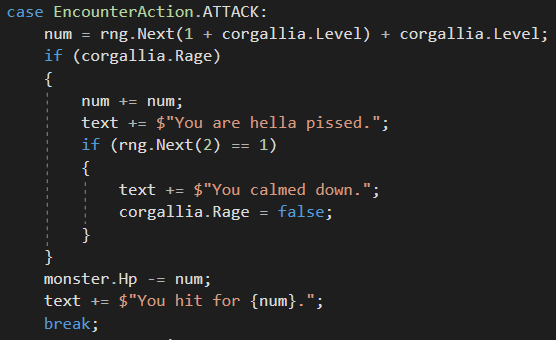 case EncounterAction.ATTACK:
num = rng.Next(1 + corgallia.Level) + corgallia.Level;
if (corgallia.Rage)
{
num += num;
text += $"You are hella pissed.";
if (rng.Next(2) == 1)
{
text += $"You calmed down.";
corgallia.Rage = false;
}
}
monster.Hp -= num;
text += $"You hit for {num}.";
break;